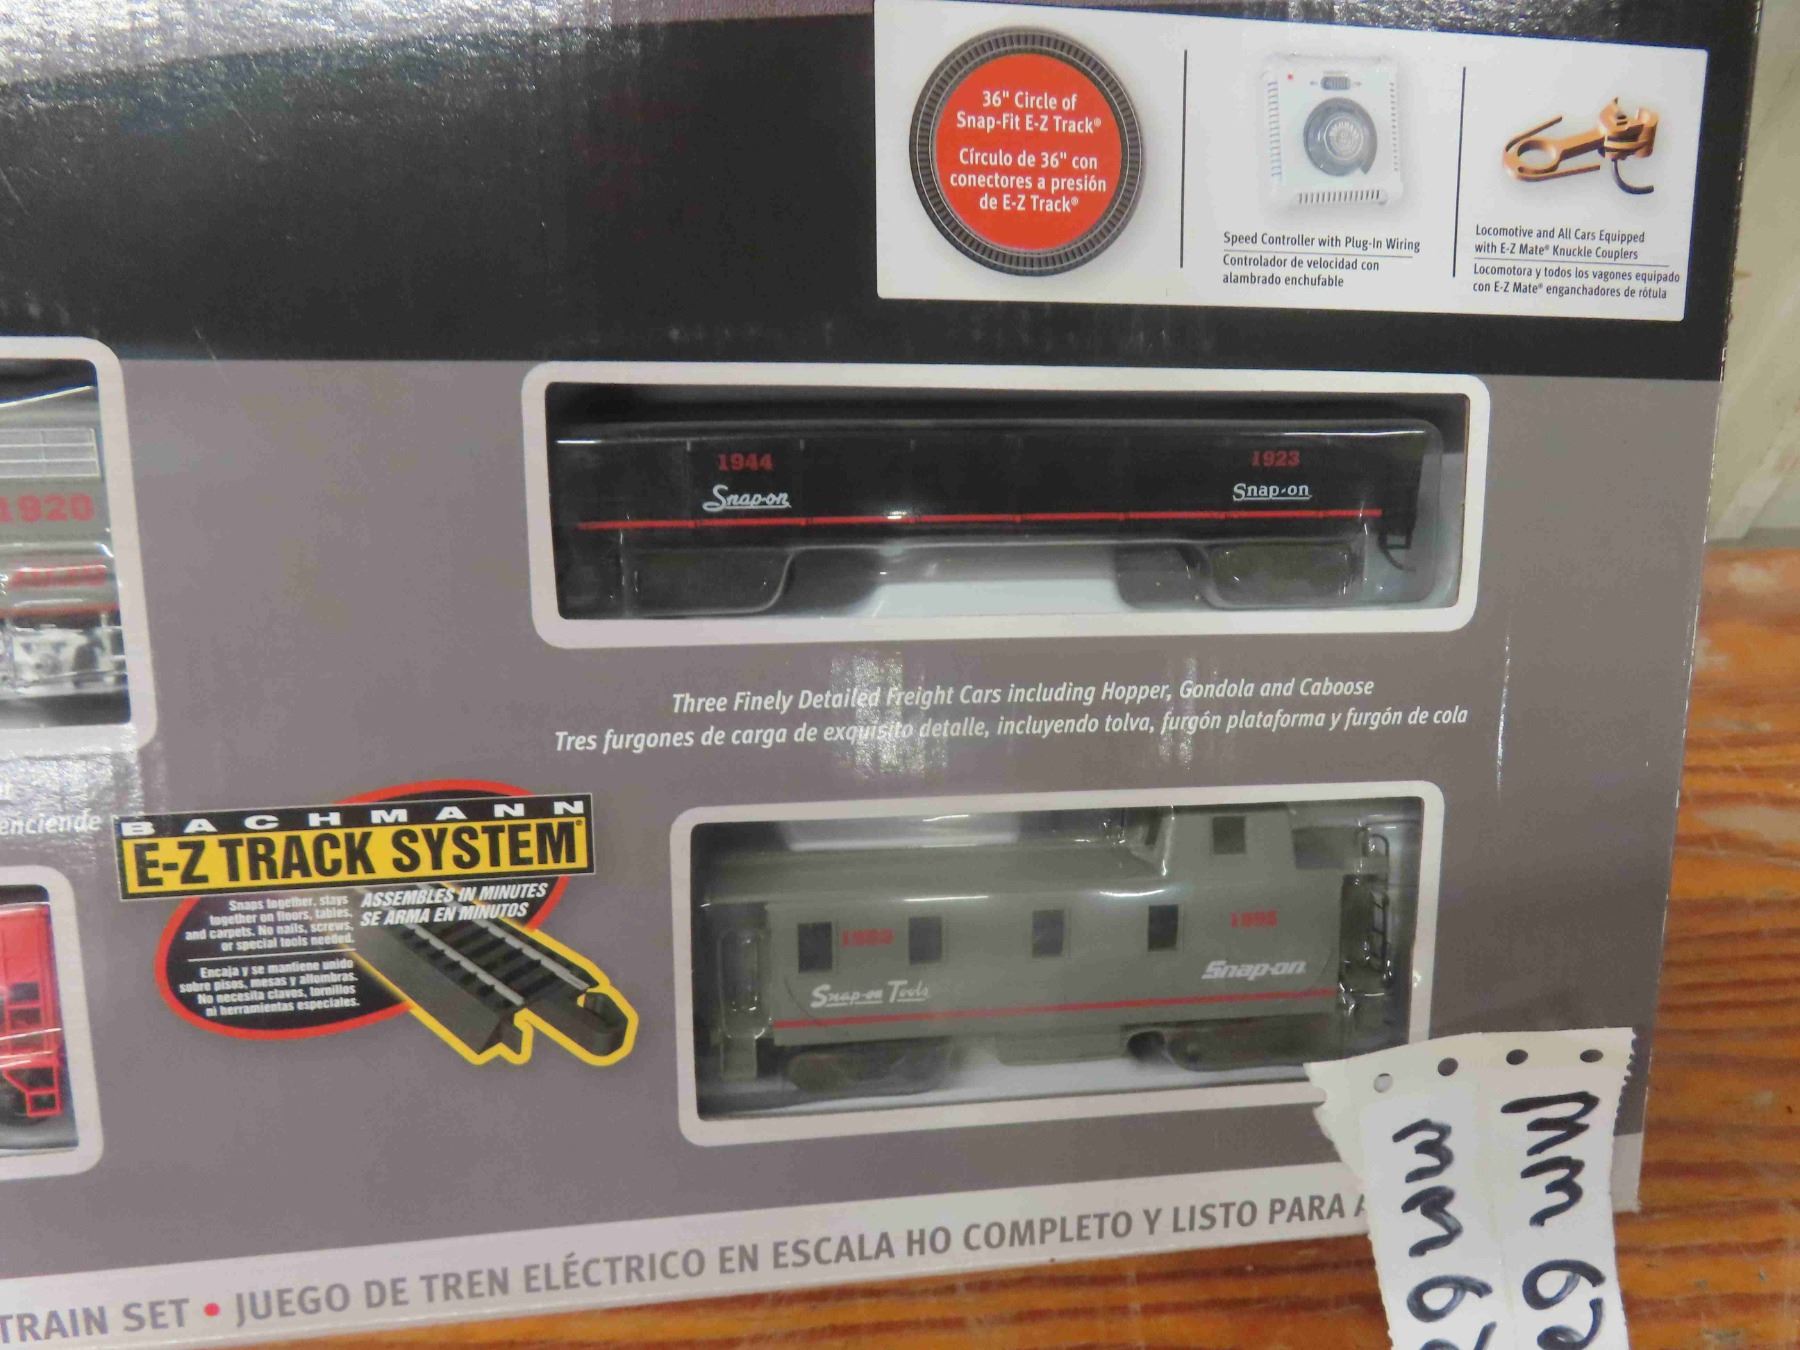 36" Circle of
Snap-Fit E-Z Track®
Círculo de 36" con
conectores a presión
de E-Z Track®
Speed Controller with Plug-In Wiring
Controlador de velocidad con
alambrado enchufable
Locomotive and All Cars Equipped
with E-Z Mate® Knuckle Couplers
Locomotora y todos los vagones equipado
con E-Z Mate® enganchadores de rótula
1920
1944
Snap-on
1923
Snap-on
Three Finely Detailed Freight Cars including Hopper, Gondola and Caboose
Tres furgones de carga de exquisito detalle, incluyendo tolva, furgón plataforma y furgón de cola
enciende
BACHMANN
E-Z TRACK SYSTEM®
ASSEMBLES IN MINUTES
SE ARMA EN MINUTOS
Snaps together, stays
together on floors, tables,
and carpets. No nails, screws,
or special tools needed.
Encaja y se mantiene unido
sobre pisos, mesas y alfombras.
No necesita clavos, tornillos
ni herramientas especiales.
Snap-on Tools
Snap-on
TRAIN SET • JUEGO DE TREN ELÉCTRICO EN ESCALA HO COMPLETO Y LISTO PARA A